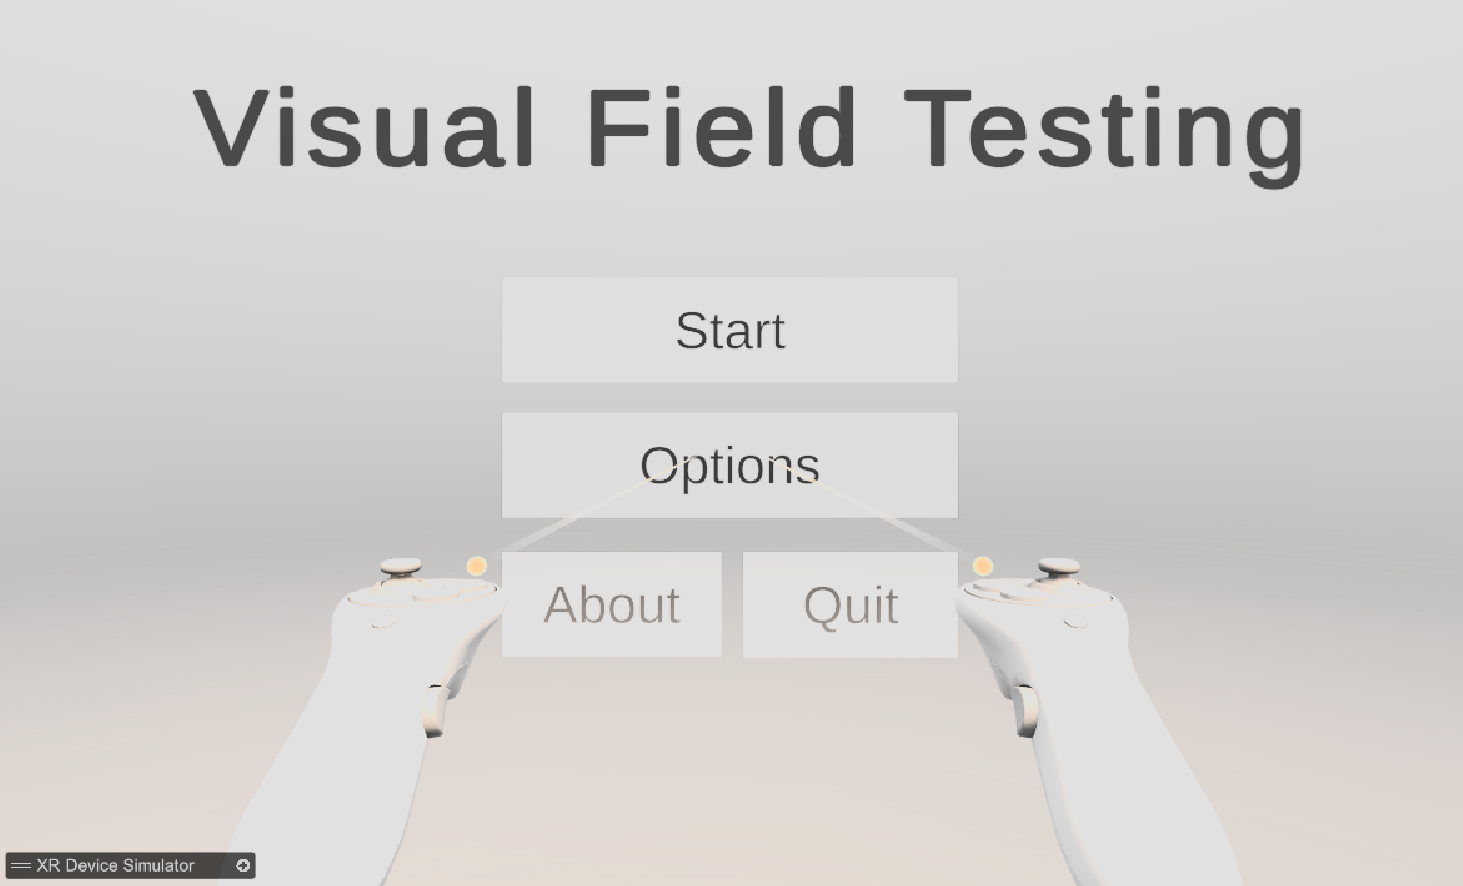 Visual Field Testing
Start
Options
About
Quit
XR Device Simulator